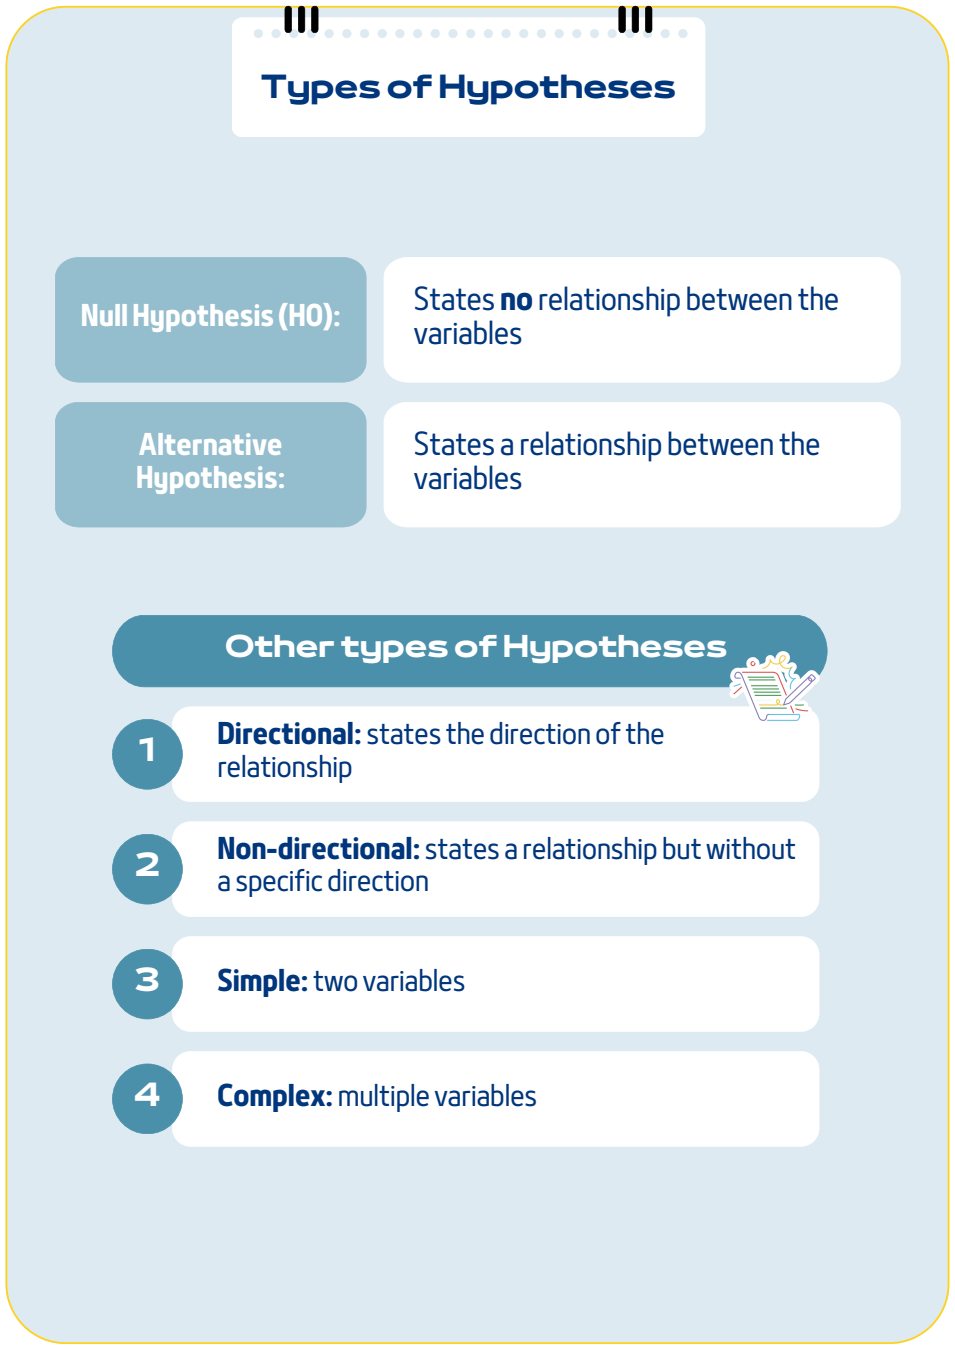 Types of Hypotheses
Null Hypothesis (HO):
States no relationship between the
variables
Alternative
Hypothesis:
States a relationship between the
variables
Other types of Hypotheses
1
Directional: states the direction of the
relationship
2
Non-directional: states a relationship but without
a specific direction
3
Simple: two variables
4
Complex: multiple variables